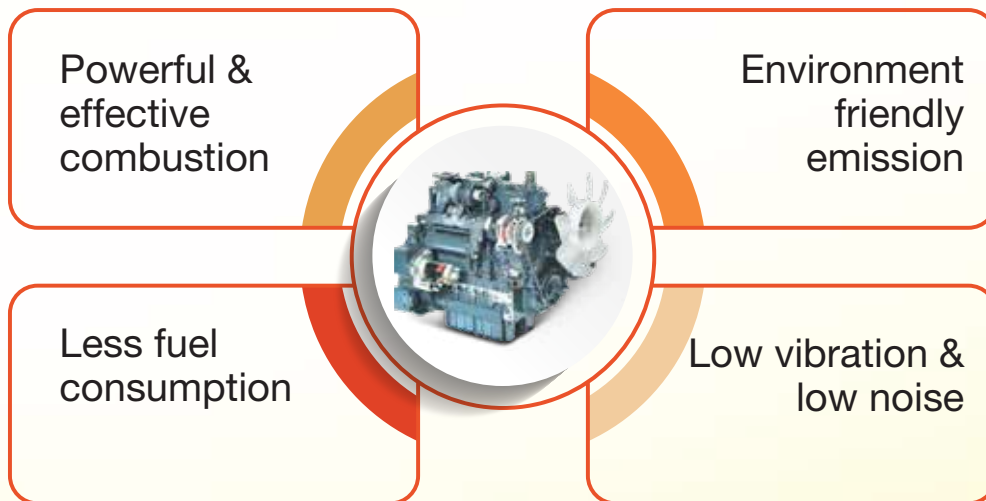 Powerful &
effective
combustion
Environment
friendly
emission
Less fuel
consumption
Low vibration &
low noise